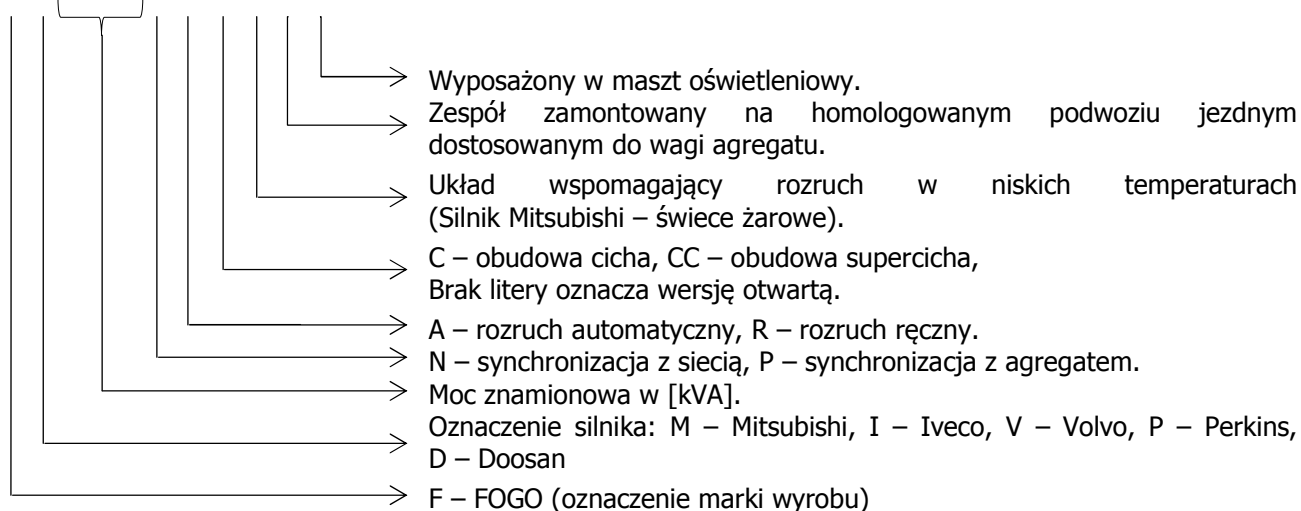 Wyposażony w maszt oświetleniowy.
Zespół zamontowany na homologowanym podwoziu jezdnym
dostosowanym do wagi agregatu.
Układ wspomagający rozruch w niskich temperaturach
(Silnik Mitsubishi – świece żarowe).
C – obudowa cicha, CC – obudowa supercicha,
Brak litery oznacza wersję otwartą.
A – rozruch automatyczny, R – rozruch ręczny.
N – synchronizacja z siecią, P – synchronizacja z agregatem.
Moc znamionowa w [kVA].
Oznaczenie silnika: M – Mitsubishi, I – Iveco, V – Volvo, P – Perkins,
D – Doosan
F – FOGO (oznaczenie marki wyrobu)